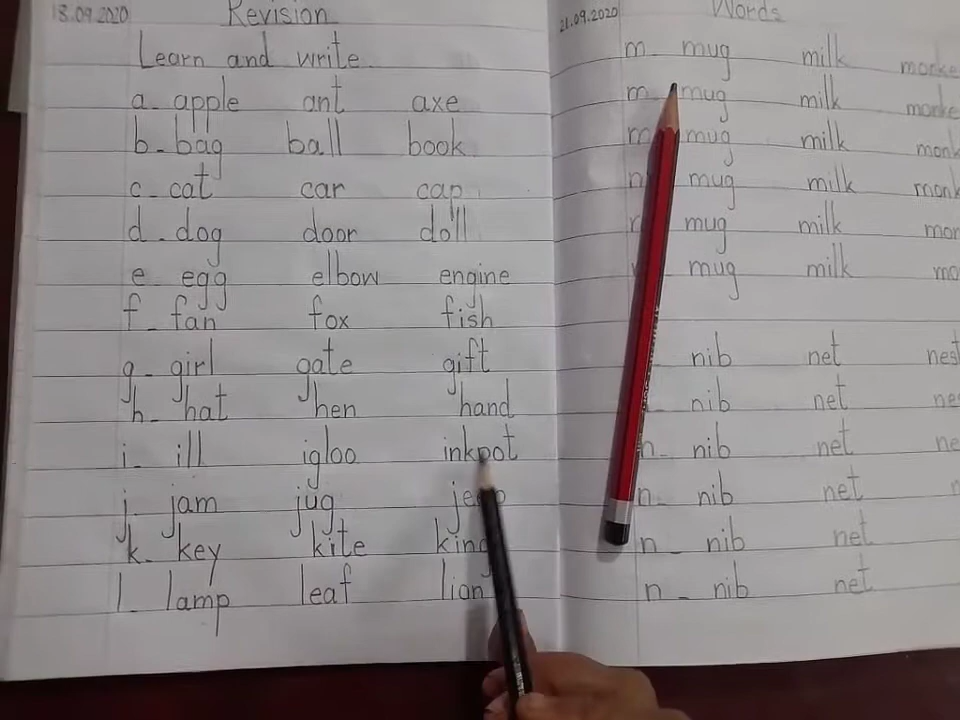 18.09.2020 Revision
Learn and write
a - apple ant axe
b - bag ball book
c - cat car cap
d - dog door doll
e egg elbow engine
f - fan fox fish
g - girl gate gift
h - hat hen hand
i - ill igloo inkpot
j jam jug
k - key kite king
l lamp leaf lion
21.09.2020 Words
m - mug milk
m mug milk
m mug milk
mug milk
mug milk
mug milk
nib net
nib net
n - nib net
n - nib net
n - nib net
n - nib net